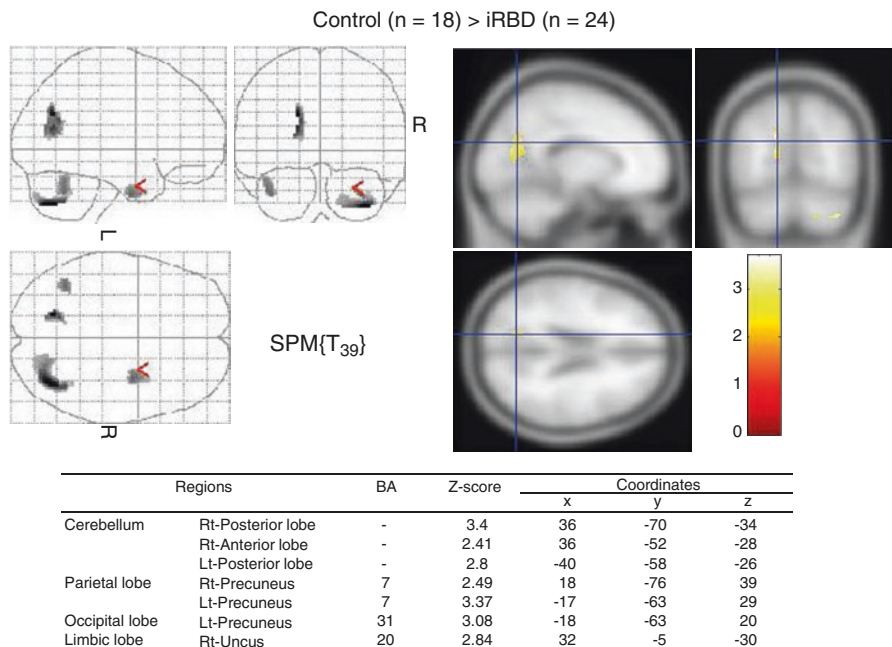 Control (n = 18) > iRBD (n = 24)
R
L
R
SPM{T39}
3
2
1
0
Regions BA Z-score Coordinates
x y z
Cerebellum Rt-Posterior lobe - 3.4 36 -70 -34
Rt-Anterior lobe - 2.41 36 -52 -28
Lt-Posterior lobe - 2.8 -40 -58 -26
Parietal lobe Rt-Precuneus 7 2.49 18 -76 39
Lt-Precuneus 7 3.37 -17 -63 29
Occipital lobe Lt-Precuneus 31 3.08 -18 -63 20
Limbic lobe Rt-Uncus 20 2.84 32 -5 -30